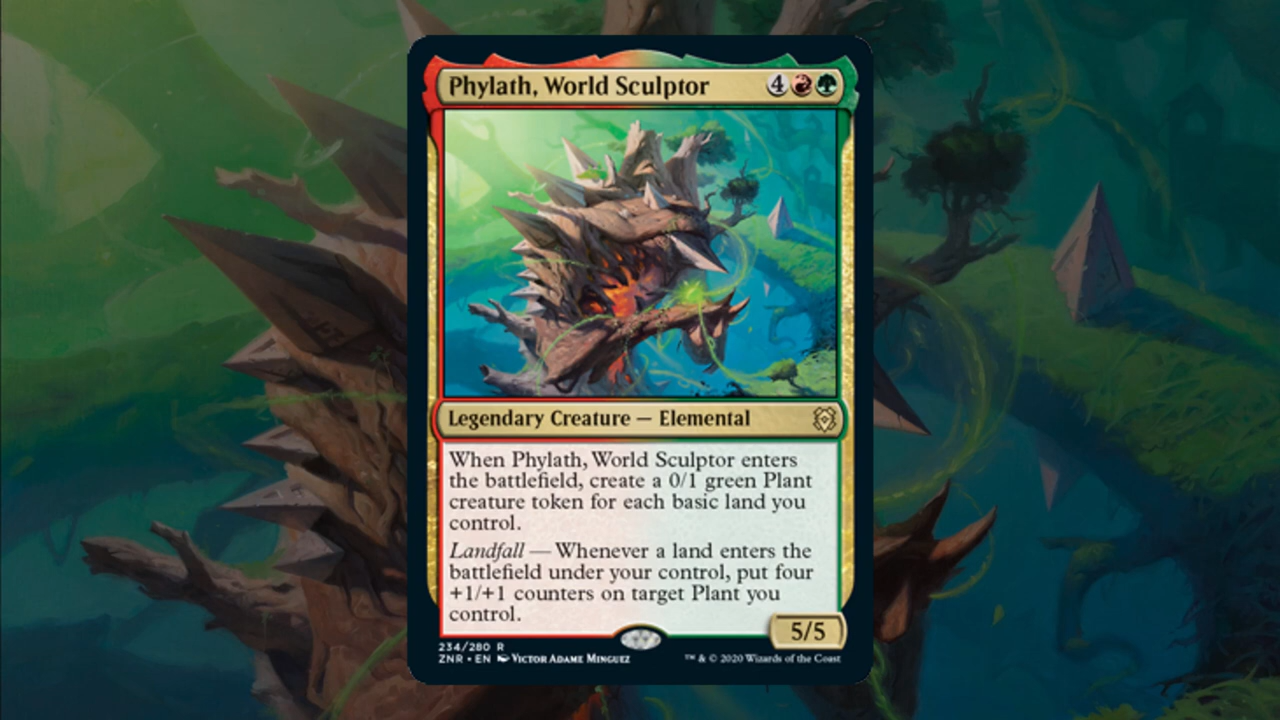 Phylath, World Sculptor 4
Legendary Creature — Elemental
When Phylath, World Sculptor enters
the battlefield, create a 0/1 green Plant
creature token for each basic land you
control.
Landfall — Whenever a land enters the
battlefield under your control, put four
+1/+1 counters on target Plant you
control.
5/5
234/280 R
ZNR • EN Victor Adame Minguez
™ & © 2020 Wizards of the Coast